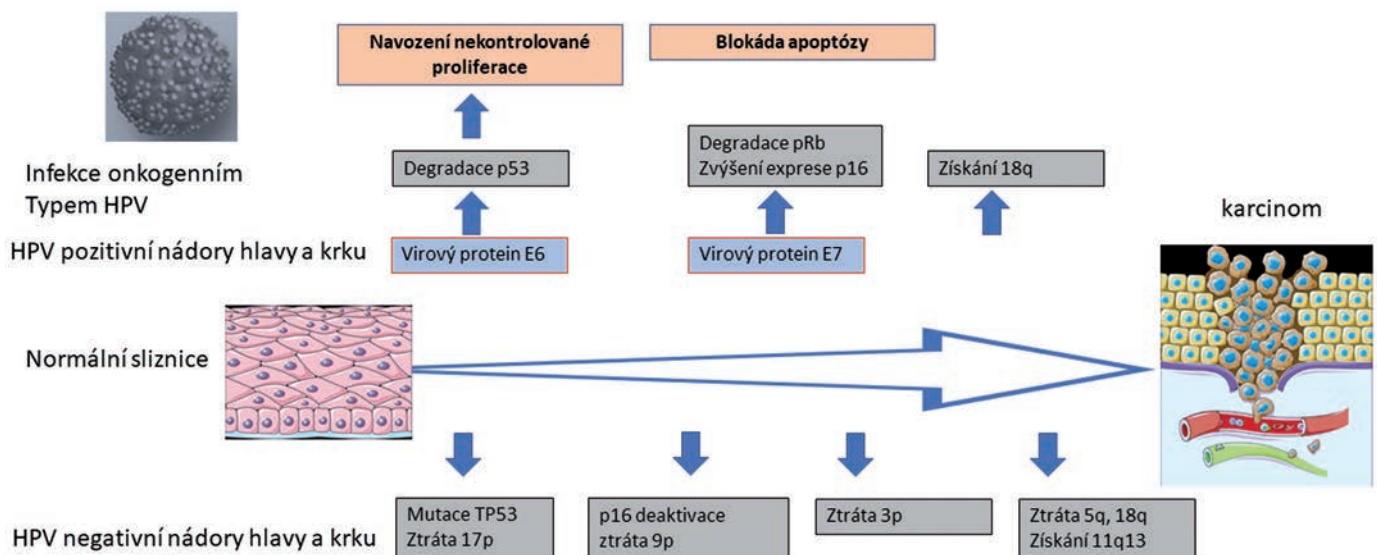 Navození nekontrolované
proliferace
Blokáda apoptózy
Infekce onkogenním
Typem HPV
Degradace p53
Degradace pRb
Zvýšení exprese p16
Získání 18q
karcinom
HPV pozitivní nádory hlavy a krku
Virový protein E6
Virový protein E7
Normální sliznice
HPV negativní nádory hlavy a krku
Mutace TP53
Ztráta 17p
p16 deaktivace
ztráta 9p
Ztráta 3p
Ztráta 5q, 18q
Získání 11q13